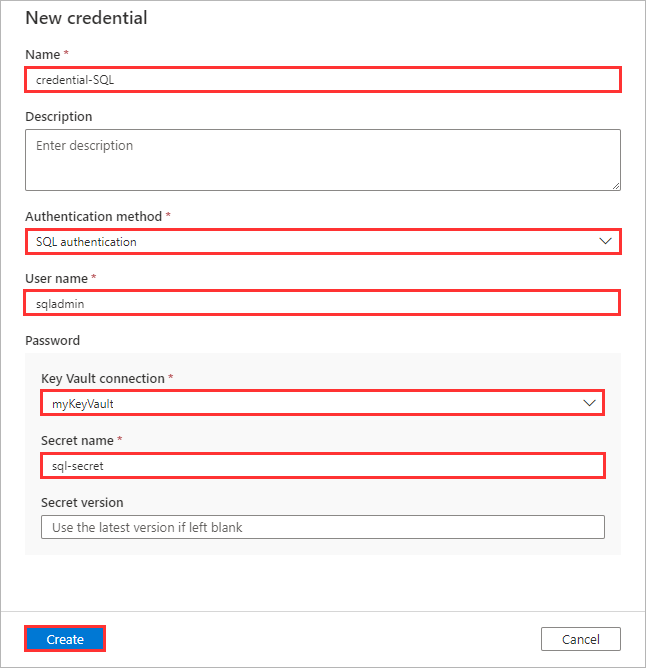 New credential
Name *
credential-SQL
Description
Enter description
Authentication method *
SQL authentication
User name *
sqladmin
Password
Key Vault connection *
myKeyVault
Secret name *
sql-secret
Secret version
Use the latest version if left blank
Create
Cancel